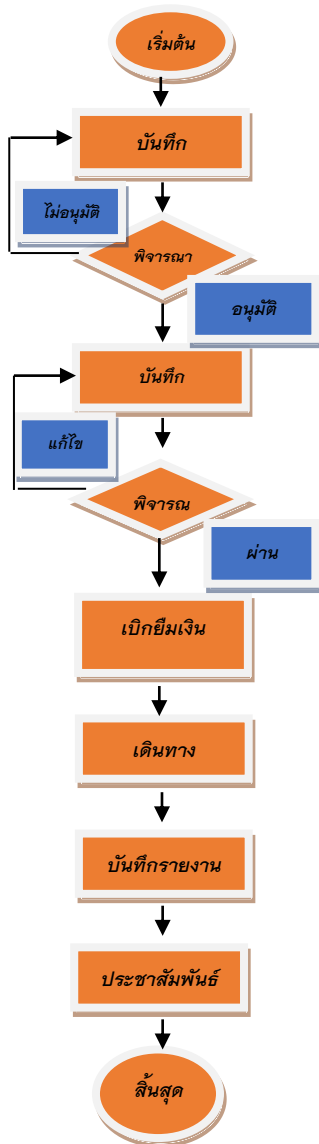 เริ่มต้น
บันทึก
ไม่อนุมัติ
พิจารณา
อนุมัติ
บันทึก
แก้ไข
พิจารณ
ผ่าน
เบิกยืมเงิน
เดินทาง
บันทึกรายงาน
ประชาสัมพันธ์
สิ้นสุด